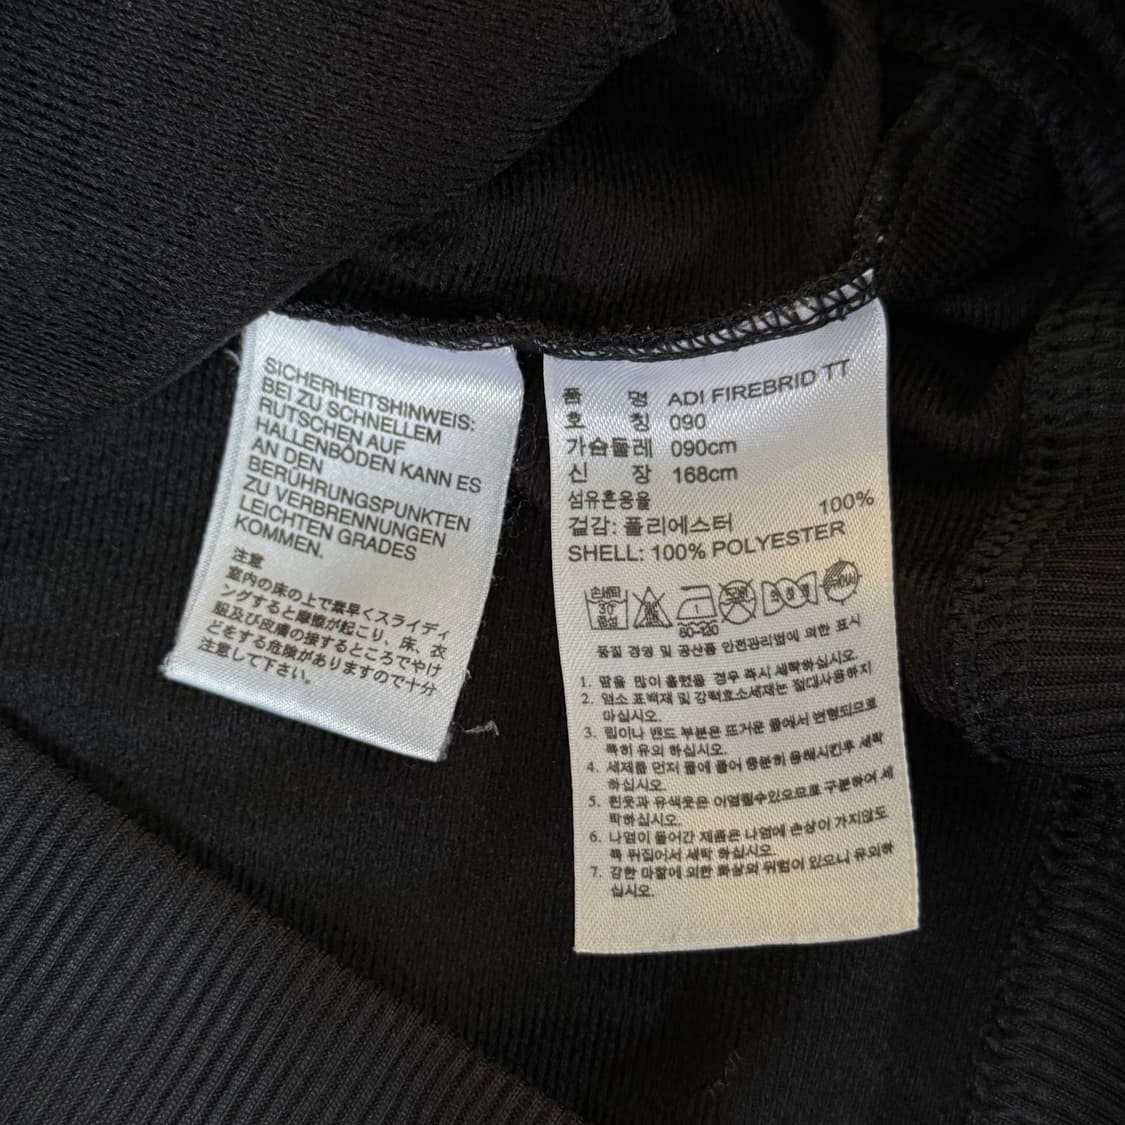 SICHERHEITSHINWEIS:
BEI ZU SCHNELLEM
RUTSCHEN AUF
HALLENBÖDEN KANN ES
AN DEN
BERÜHRUNGSPUNKTEN
ZU VERBRENNUNGEN
LEICHTEN GRADES
KOMMEN.
注意
室内の床の上で素早くスライディ
ングすると摩擦が起こり、床、衣
服及び皮膚の接するところでやけ
どをする危険がありますので十分
注意して下さい。
품 명 ADI FIREBRID TT
호 칭 090
가슴둘레 090cm
신 장 168cm
섬유혼용율
겉감: 폴리에스터 100%
SHELL: 100% POLYESTER
손세탁
30
중성
80-120
품질 경영 및 공산품 안전관리법에 의한 표시
1. 땀을 많이 흘렸을 경우 즉시 세탁하십시오.
2. 염소 표백제 및 강력효소세제는 절대사용하지
마십시오.
3. 립이나 밴드 부분은 뜨거운 물에서 변형되므로
특히 유의 하십시오.
4. 세제를 먼저 물에 풀어 충분히 용해시킨후 세탁
하십시오.
5. 흰옷과 유색옷은 이염될수있으므로 구분하여 세
탁하십시오.
6. 나염이 들어간 제품은 나염에 손상이 가지않도
록 뒤집어서 세탁 하십시오.
7. 강한 마찰에 의한 화상의 위험이 있으니 유의하
십시오.